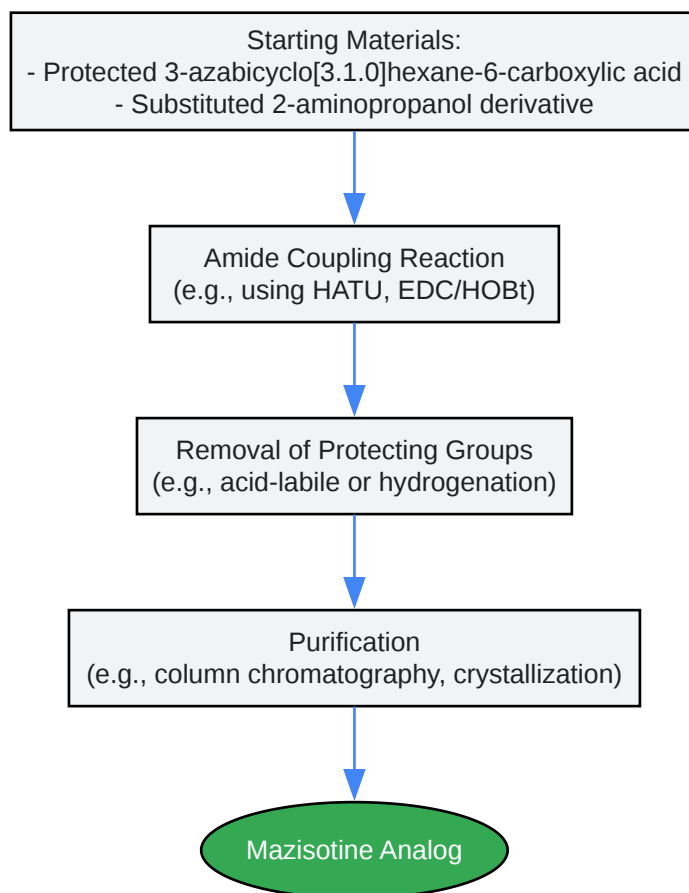 Starting Materials:
- Protected 3-azabicyclo[3.1.0]hexane-6-carboxylic acid
- Substituted 2-aminopropanol derivative
Amide Coupling Reaction
(e.g., using HATU, EDC/HOBt)
Removal of Protecting Groups
(e.g., acid-labile or hydrogenation)
Purification
(e.g., column chromatography, crystallization)
Mazisotine Analog